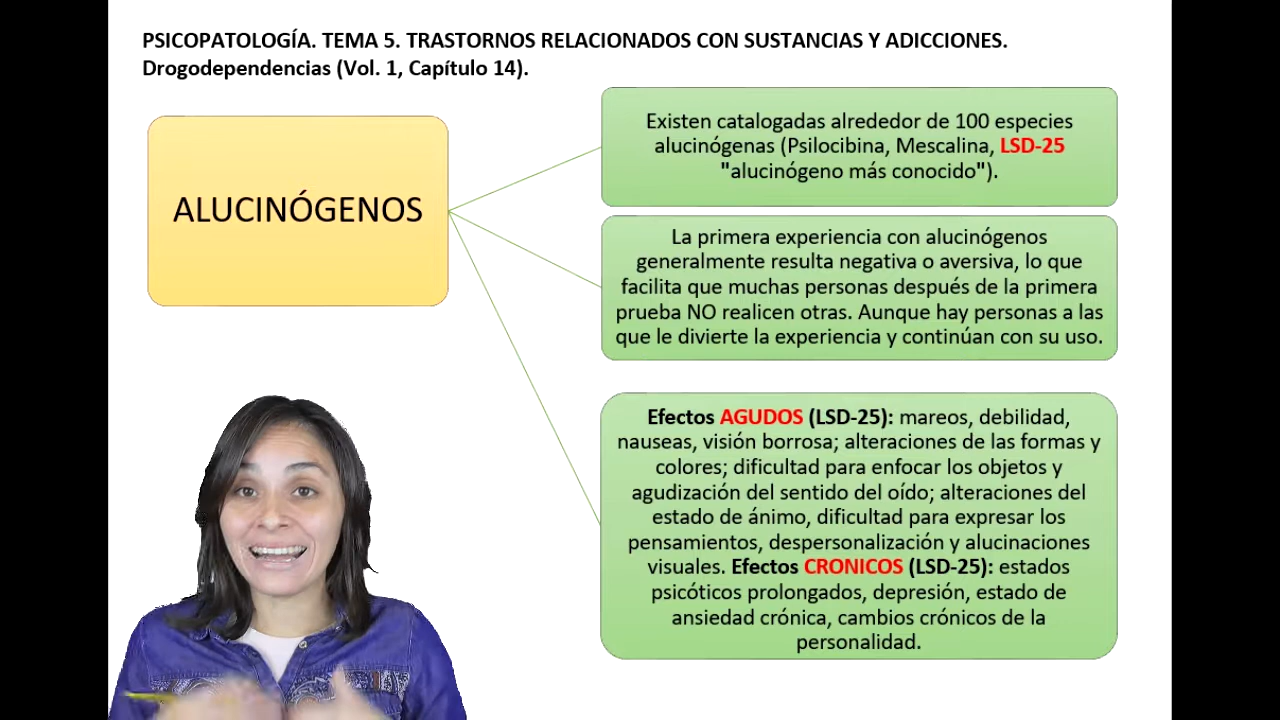 PSICOPATOLOGÍA. TEMA 5. TRASTORNOS RELACIONADOS CON SUSTANCIAS Y ADICCIONES.
Drogodependencias (Vol. 1, Capítulo 14).
ALUCINÓGENOS
Existen catalogadas alrededor de 100 especies
alucinógenas (Psilocibina, Mescalina, LSD-25
"alucinógeno más conocido").
La primera experiencia con alucinógenos
generalmente resulta negativa o aversiva, lo que
facilita que muchas personas después de la primera
prueba NO realicen otras. Aunque hay personas a las
que le divierte la experiencia y continúan con su uso.
Efectos AGUDOS (LSD-25): mareos, debilidad,
nauseas, visión borrosa; alteraciones de las formas y
colores; dificultad para enfocar los objetos y
agudización del sentido del oído; alteraciones del
estado de ánimo, dificultad para expresar los
pensamientos, despersonalización y alucinaciones
visuales. Efectos CRONICOS (LSD-25): estados
psicóticos prolongados, depresión, estado de
ansiedad crónica, cambios crónicos de la
personalidad.